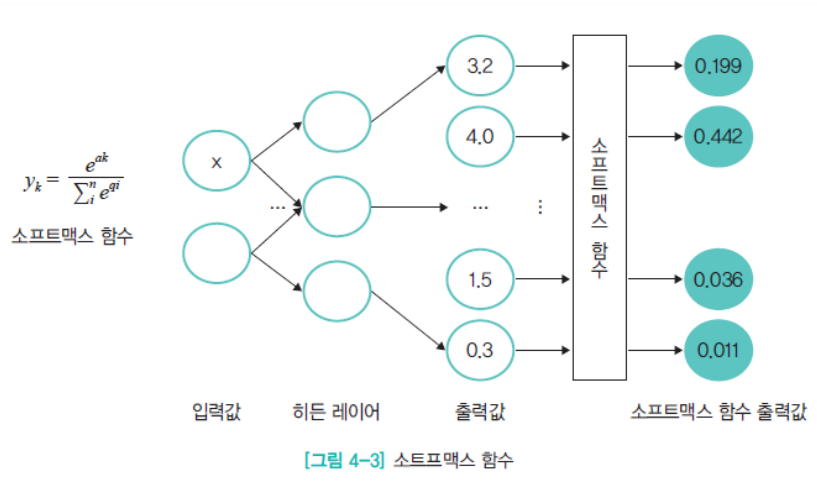 3.2
0.199
4.0
0.442
x
소프트맥스 함수
yₖ = e^{ak} / ∑ᵢⁿ e^{qi}
소프트맥스 함수
...
...
⋮
1.5
0.036
0.3
0.011
입력값 히든 레이어 출력값 소프트맥스 함수 출력값
[그림 4-3] 소트프맥스 함수